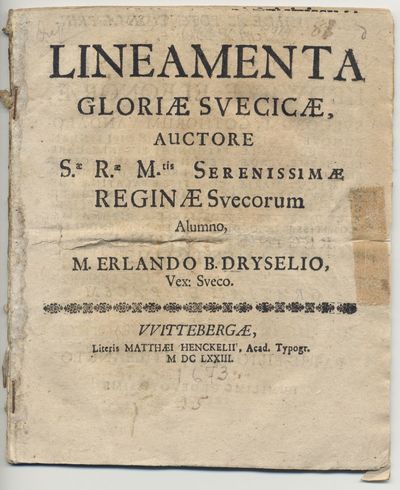 LINEAMENTA
GLORIÆ SVECICÆ,
AUCTORE
S.æ R.æ M.tis SERENISSIMÆ
REGINÆ Svecorum
Alumno,
M. ERLANDO B. DRYSELIO,
Vex: Sveco.
VVITTEBERGÆ,
Literis MATTHÆI HENCKELII, Acad. Typogr.
M DC LXXIII.
1673.